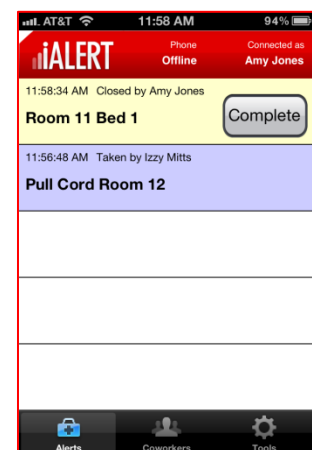 AT&T 11:58 AM 94%
iALERT
Phone
Offline
Connected as
Amy Jones
11:58:34 AM Closed by Amy Jones
Room 11 Bed 1
Complete
11:56:48 AM Taken by Izzy Mitts
Pull Cord Room 12
Alerts Coworkers Tools